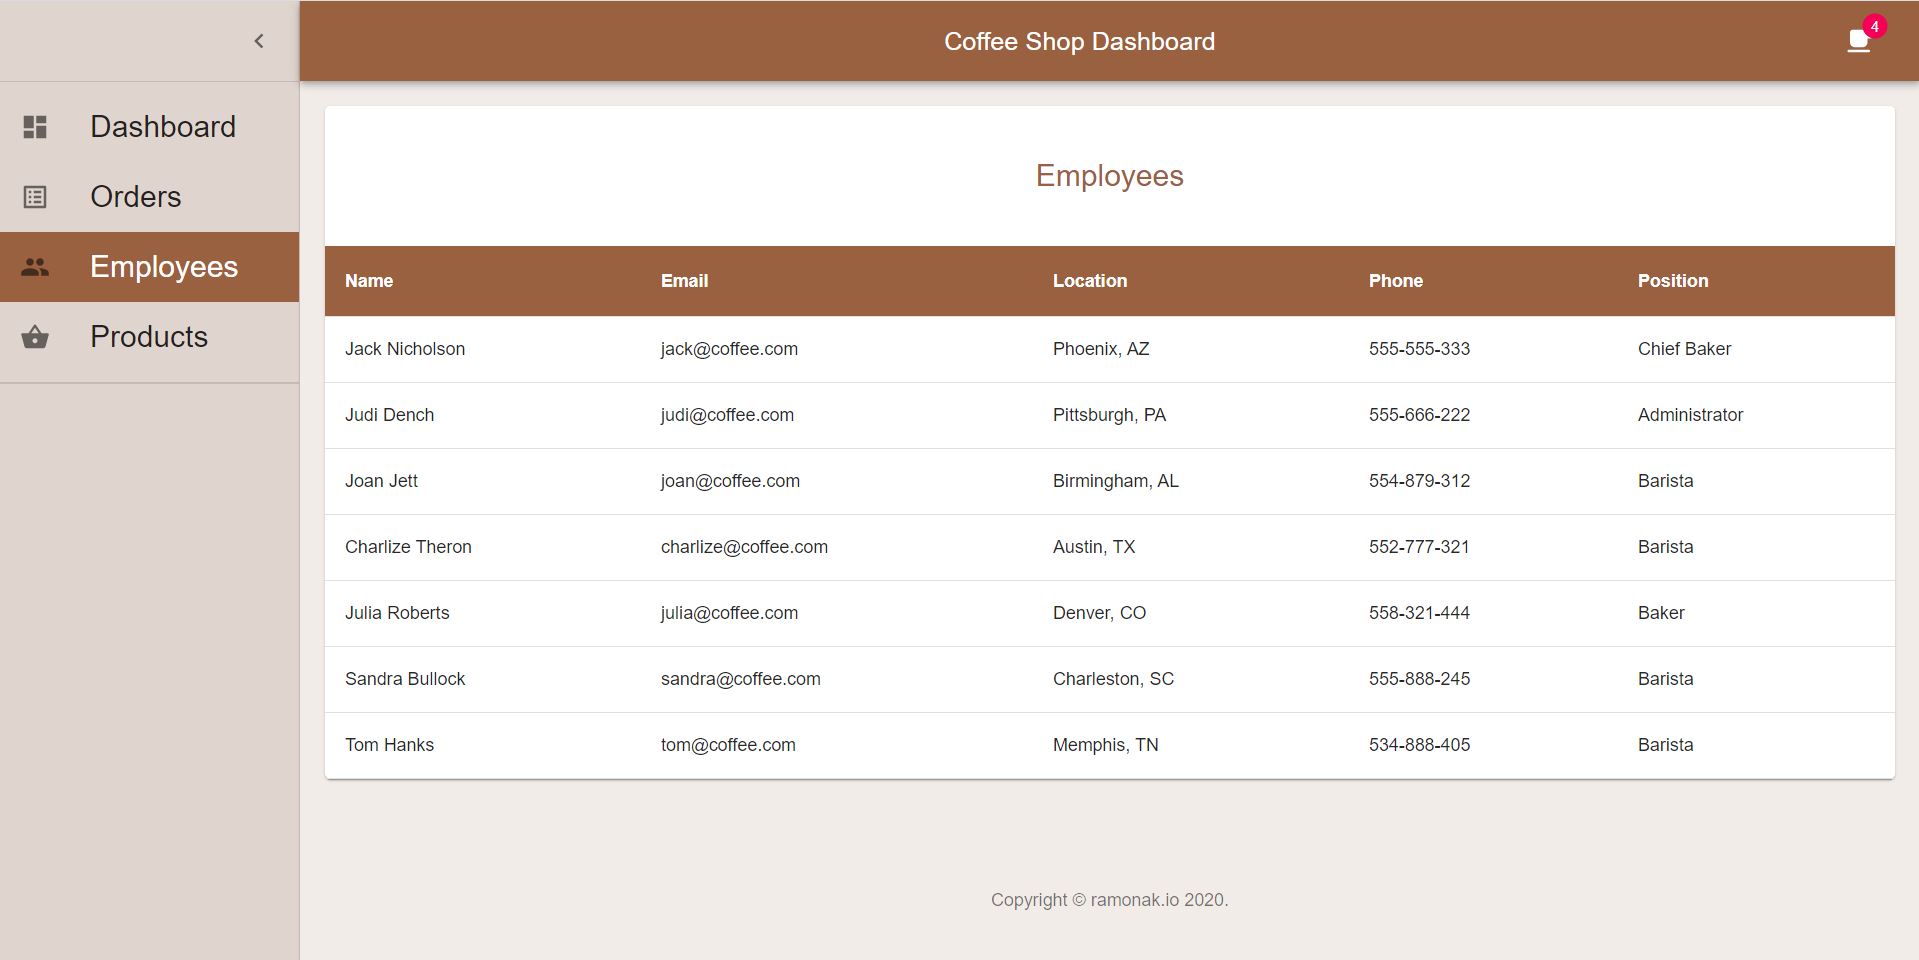 Coffee Shop Dashboard
4
Dashboard
Orders
Employees
Products
Employees
Name Email Location Phone Position
Jack Nicholson jack@coffee.com Phoenix, AZ 555-555-333 Chief Baker
Judi Dench judi@coffee.com Pittsburgh, PA 555-666-222 Administrator
Joan Jett joan@coffee.com Birmingham, AL 554-879-312 Barista
Charlize Theron charlize@coffee.com Austin, TX 552-777-321 Barista
Julia Roberts julia@coffee.com Denver, CO 558-321-444 Baker
Sandra Bullock sandra@coffee.com Charleston, SC 555-888-245 Barista
Tom Hanks tom@coffee.com Memphis, TN 534-888-405 Barista
Copyright © ramonak.io 2020.